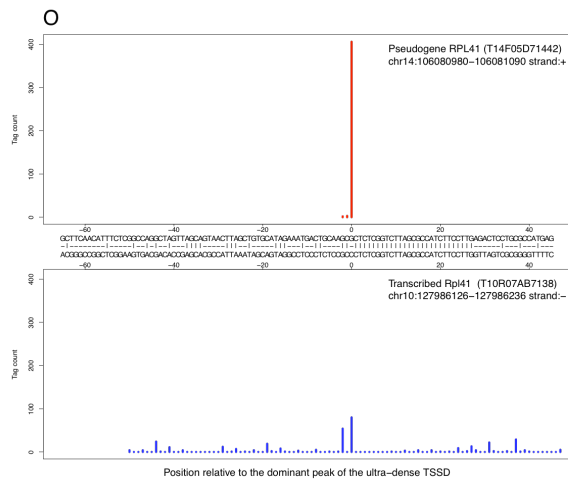 O
Pseudogene RPL41 (T14F05D71442)
chr14:106080980−106081090 strand:+
Tag count
0 100 200 300 400
−60 −40 −20 0 20 40
GCTTCAACATTTCTCGGCCAGGCTAGTTAGCAGTAACTTAGCTGTGCATAGAAATGACTGCAAGCGCTCTCGGTCTTAGCGCCATCTTCCTTGAGACTCCTGCGCCATGAG
ACGGGCCGGCTCGGAAGTGACGACATACCGAGCACGCCATTAAATAGCAGTAGGCCTCCCTCTCCGCCCTCTCGGTCTTAGCGCCATCTTCCTTGGTTAGTCGCGGGTTTTC
−60 −40 −20 0 20 40
Transcribed Rpl41 (T10R07AB7138)
chr10:127986126−127986236 strand:−
Tag count
0 100 200 300 400
Position relative to the dominant peak of the ultra−dense TSSD